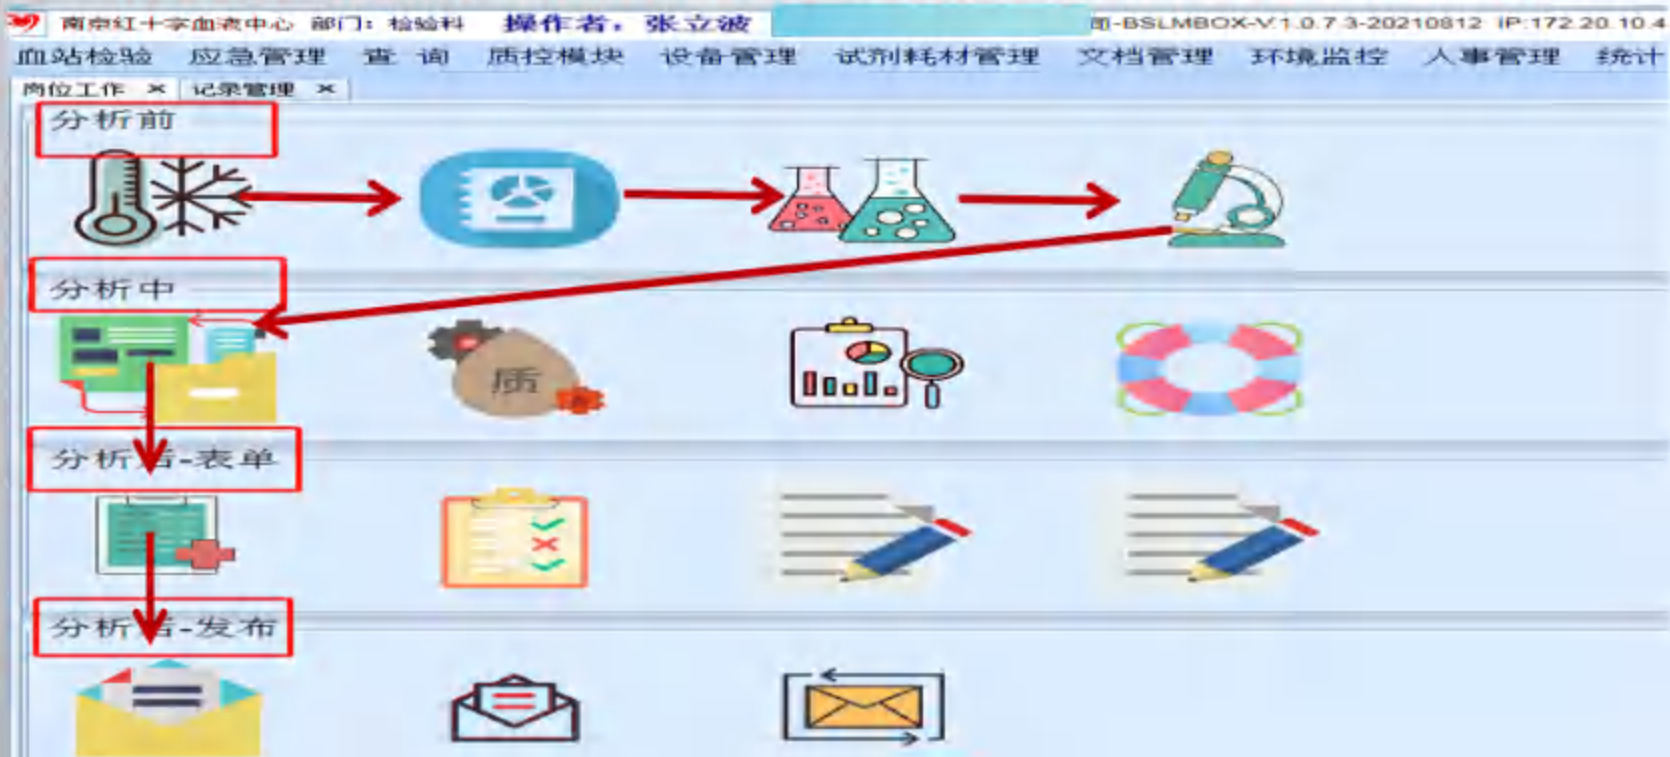 南京红十字血液中心 部门：检验科 操作者：张立波 面-BSLMBOX-V.1.0.7.3-20210812 IP:172.20.10.4
血站检验 应急管理 查 询 质控模块 设备管理 试剂耗材管理 文档管理 环境监控 人事管理 统计
岗位工作 × 记录管理 ×
分析前
分析中
质
分析后-表单
分析后-发布